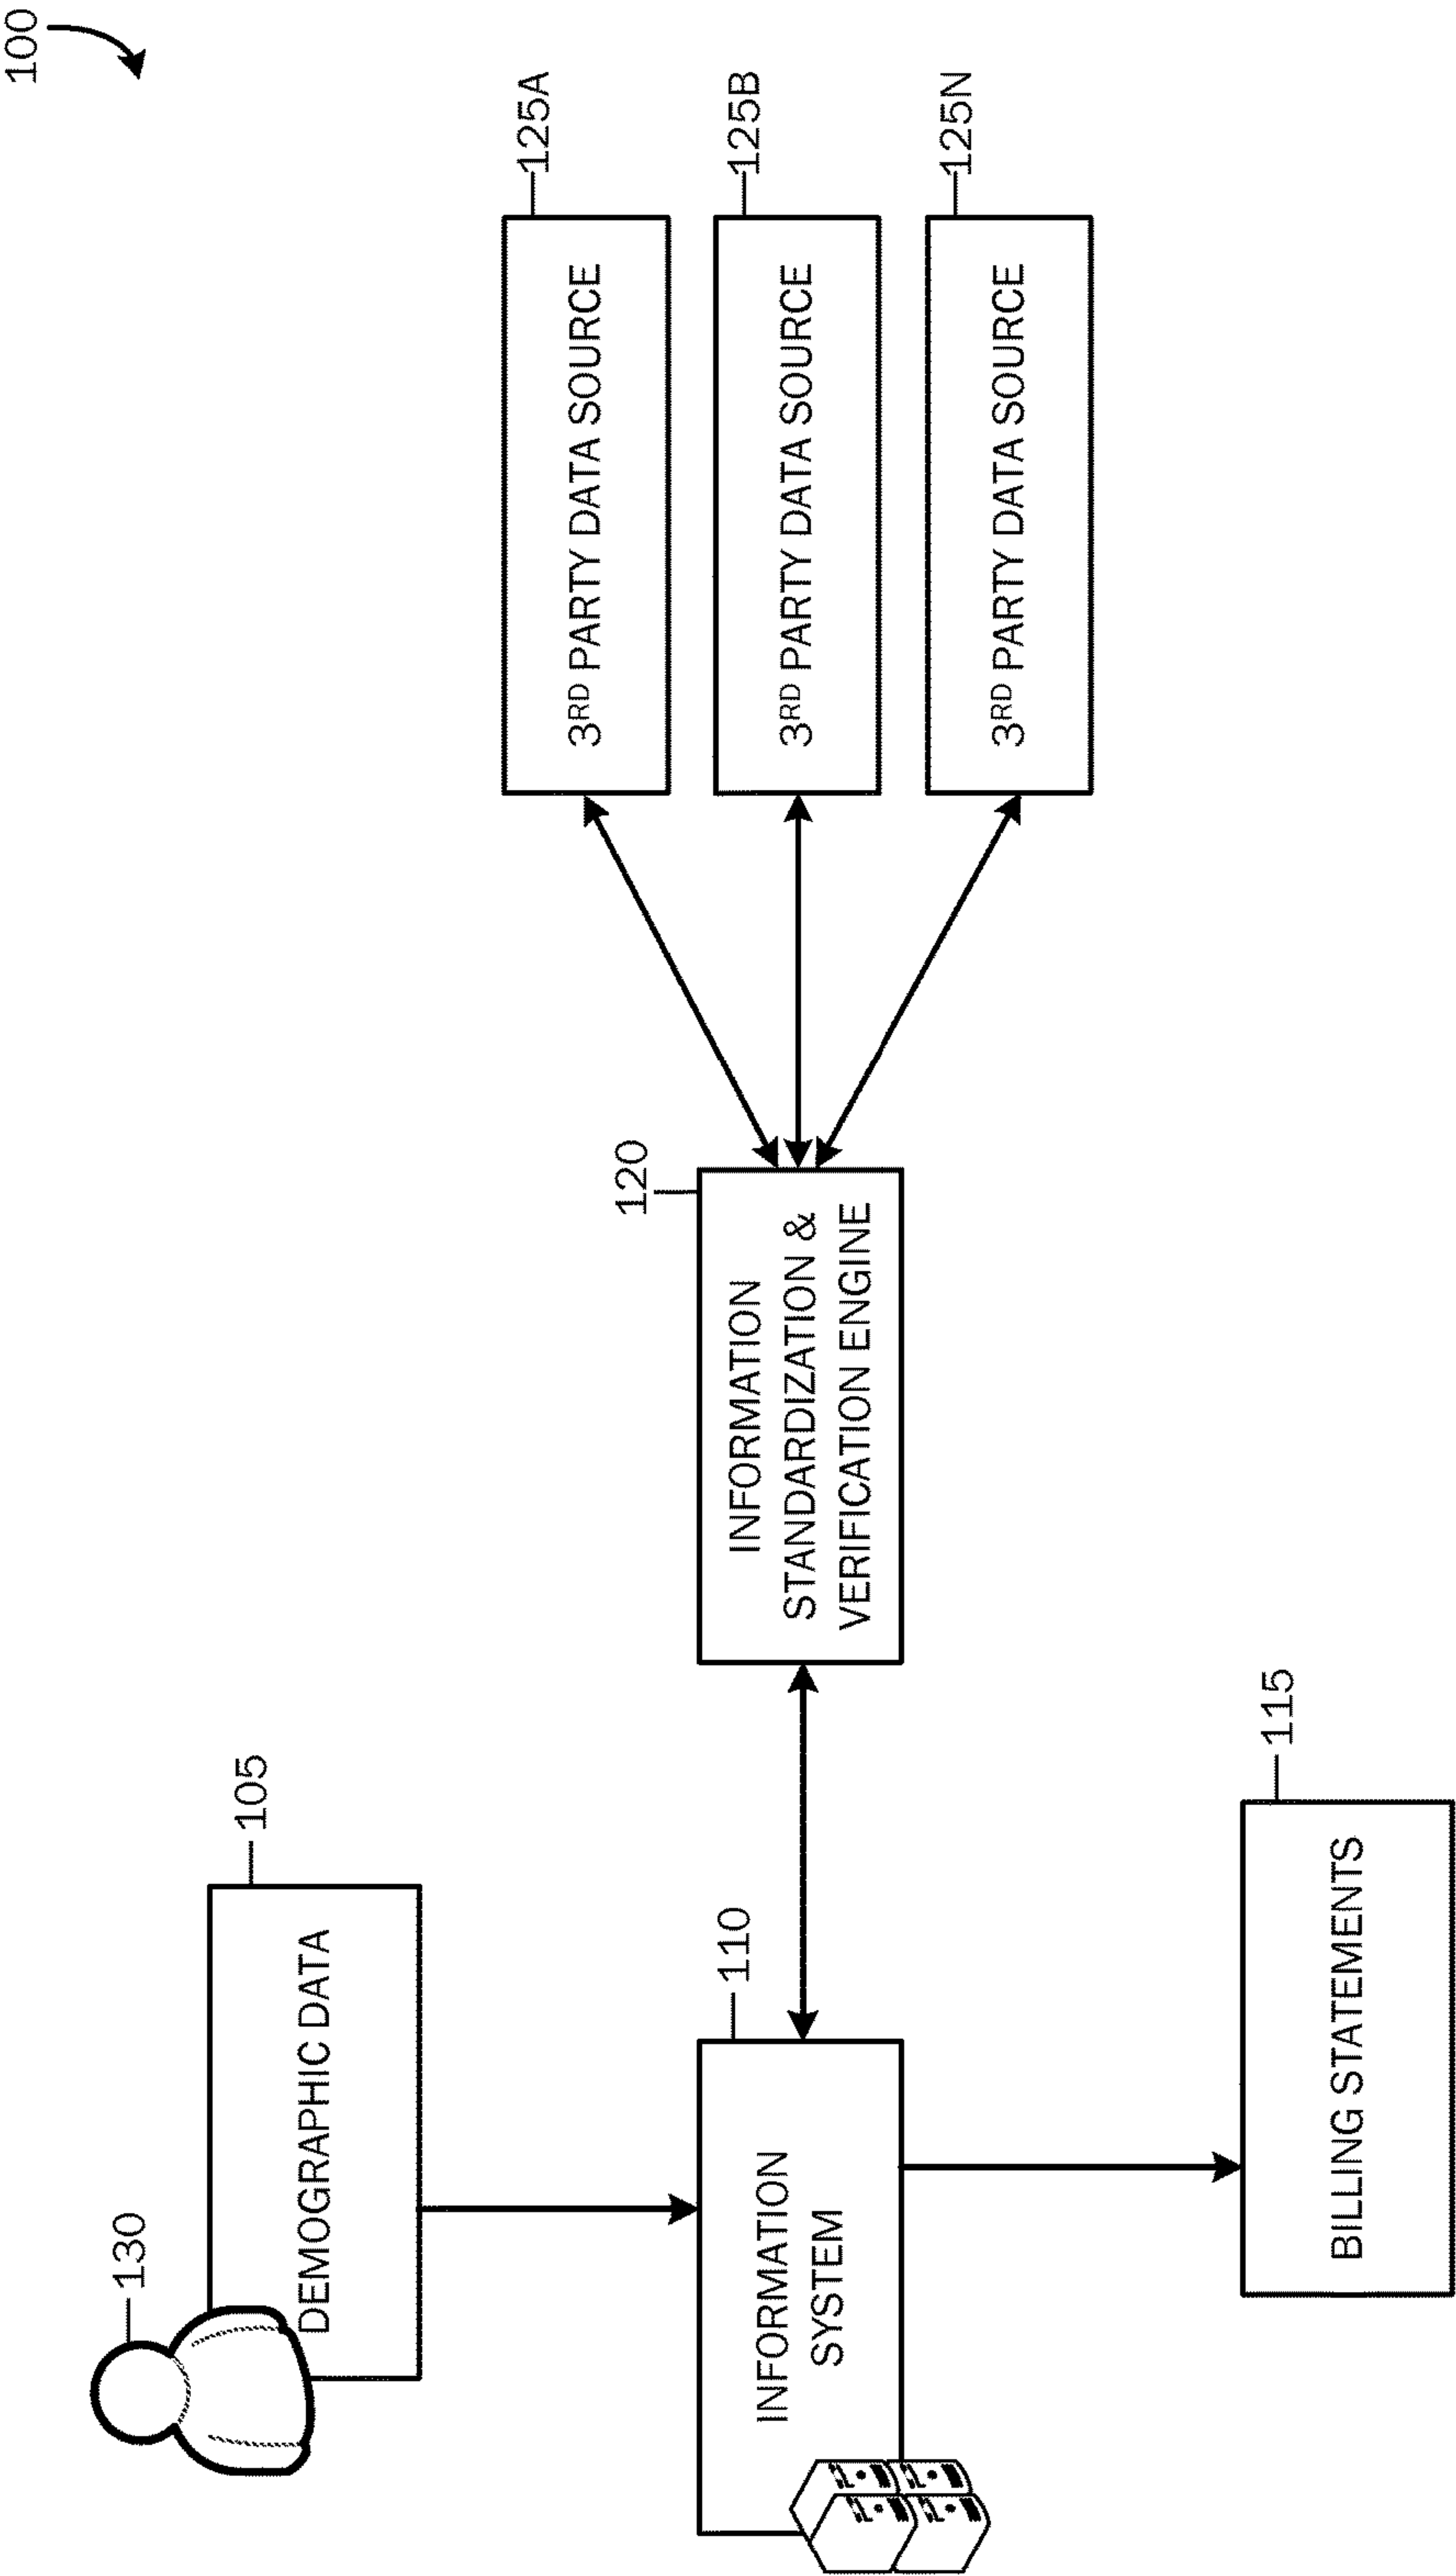 100
130
DEMOGRAPHIC DATA
105
110
INFORMATION
SYSTEM
115
BILLING STATEMENTS
120
INFORMATION
STANDARDIZATION &
VERIFICATION ENGINE
125A
3RD PARTY DATA SOURCE
125B
3RD PARTY DATA SOURCE
125N
3RD PARTY DATA SOURCE